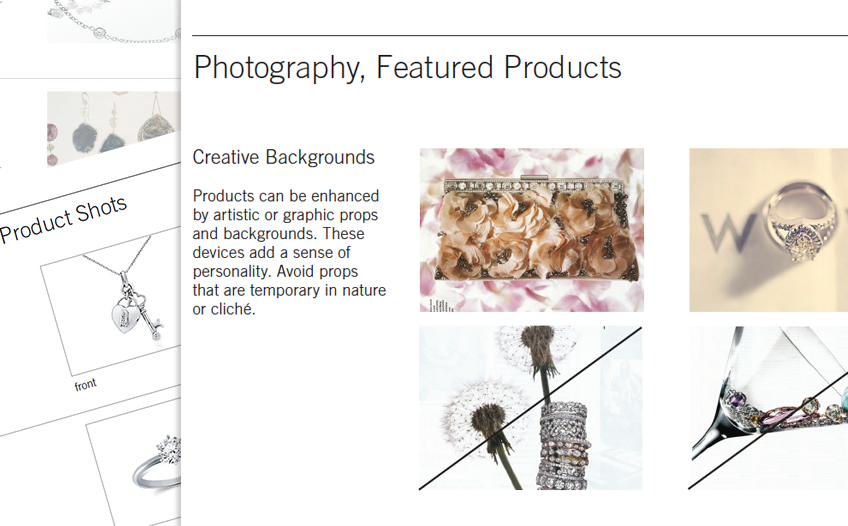 Photography, Featured Products
Creative Backgrounds
Products can be enhanced
by artistic or graphic props
and backgrounds. These
devices add a sense of
personality. Avoid props
that are temporary in nature
or cliché.
W
Product Shots
front